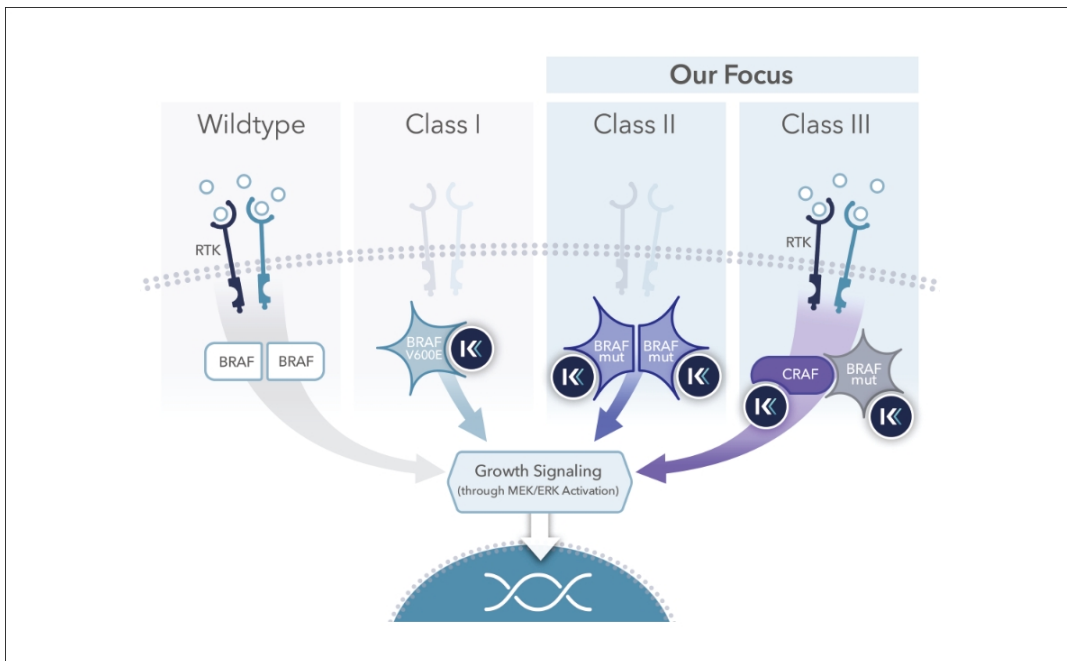 Our Focus
Wildtype
Class I
Class II
Class III
RTK
RTK
BRAF
BRAF
BRAF
V600E
BRAF
mut
BRAF
mut
CRAF
BRAF
mut
Growth Signaling
(through MEK/ERK Activation)